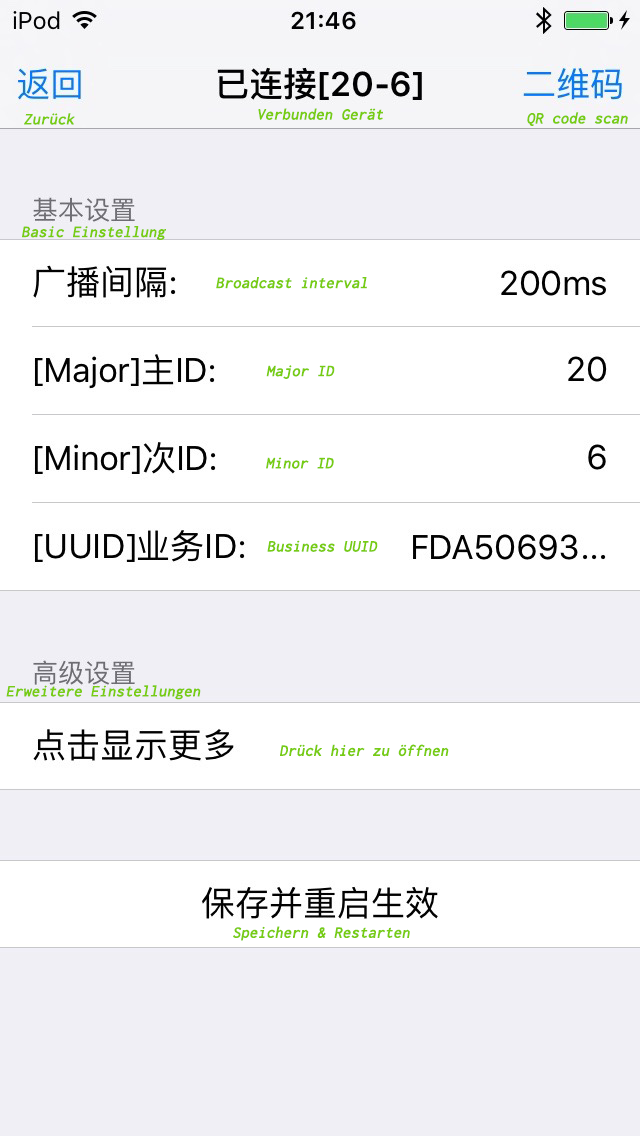 iPod 21:46
返回 已连接[20-6] 二维码
Zurück Verbunden Gerät QR code scan
基本设置
Basic Einstellung
广播间隔: Broadcast interval 200ms
[Major]主ID: Major ID 20
[Minor]次ID: Minor ID 6
[UUID]业务ID: Business UUID FDA50693...
高级设置
Erweitere Einstellungen
点击显示更多 Drück hier zu öffnen
保存并重启生效
Speichern & Restarten